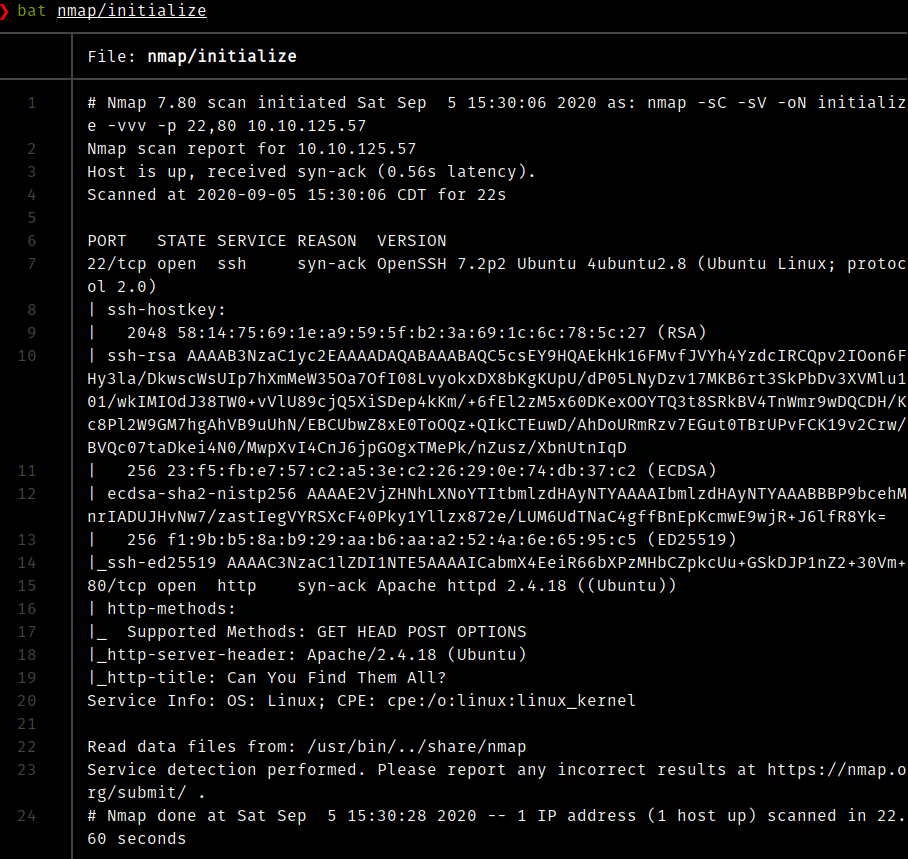 ❯ bat nmap/initialize
File: nmap/initialize
1 # Nmap 7.80 scan initiated Sat Sep  5 15:30:06 2020 as: nmap -sC -sV -oN initializ
e -vvv -p 22,80 10.10.125.57
2 Nmap scan report for 10.10.125.57
3 Host is up, received syn-ack (0.56s latency).
4 Scanned at 2020-09-05 15:30:06 CDT for 22s
5
6 PORT   STATE SERVICE REASON  VERSION
7 22/tcp open  ssh     syn-ack OpenSSH 7.2p2 Ubuntu 4ubuntu2.8 (Ubuntu Linux; protoc
ol 2.0)
8 | ssh-hostkey:
9 |   2048 58:14:75:69:1e:a9:59:5f:b2:3a:69:1c:6c:78:5c:27 (RSA)
10 | ssh-rsa AAAAB3NzaC1yc2EAAAADAQABAAABAQC5csEY9HQAEkHk16FMvfJVYh4YzdcIRCQpv2IOon6F
Hy3la/DkwscWsUIp7hXmMeW35Oa7OfI08LvyokxDX8bKgKUpU/dP05LNyDzv17MKB6rt3SkPbDv3XVMlu1
01/wkIMIOdJ38TW0+vVlU89cjQ5XiSDep4kKm/+6fEl2zM5x60DKexOOYTQ3t8SRkBV4TnWmr9wDQCDH/K
c8Pl2W9GM7hgAhVB9uUhN/EBCUbwZ8xE0ToOQz+QIkCTEuwD/AhDoURmRzv7EGut0TBrUPvFCK19v2Crw/
BVQc07taDkei4N0/MwpXvI4CnJ6jpGOgxTMePk/nZusz/XbnUtnIqD
11 |   256 23:f5:fb:e7:57:c2:a5:3e:c2:26:29:0e:74:db:37:c2 (ECDSA)
12 | ecdsa-sha2-nistp256 AAAAE2VjZHNhLXNoYTItbmlzdHAyNTYAAAAIbmlzdHAyNTYAAABBBP9bcehM
nrIADUJHvNw7/zastIegVYRSXcF40Pky1Yllzx872e/LUM6UdTNaC4gffBnEpKcmwE9wjR+J6lfR8Yk=
13 |   256 f1:9b:b5:8a:b9:29:aa:b6:aa:a2:52:4a:6e:65:95:c5 (ED25519)
14 |_ssh-ed25519 AAAAC3NzaC1lZDI1NTE5AAAAICabmX4EeiR66bXPzMHbCZpkcUu+GSkDJP1nZ2+30Vm+
15 80/tcp open  http    syn-ack Apache httpd 2.4.18 ((Ubuntu))
16 | http-methods:
17 |_  Supported Methods: GET HEAD POST OPTIONS
18 |_http-server-header: Apache/2.4.18 (Ubuntu)
19 |_http-title: Can You Find Them All?
20 Service Info: OS: Linux; CPE: cpe:/o:linux:linux_kernel
21
22 Read data files from: /usr/bin/../share/nmap
23 Service detection performed. Please report any incorrect results at https://nmap.o
rg/submit/ .
24 # Nmap done at Sat Sep  5 15:30:28 2020 -- 1 IP address (1 host up) scanned in 22.
60 seconds